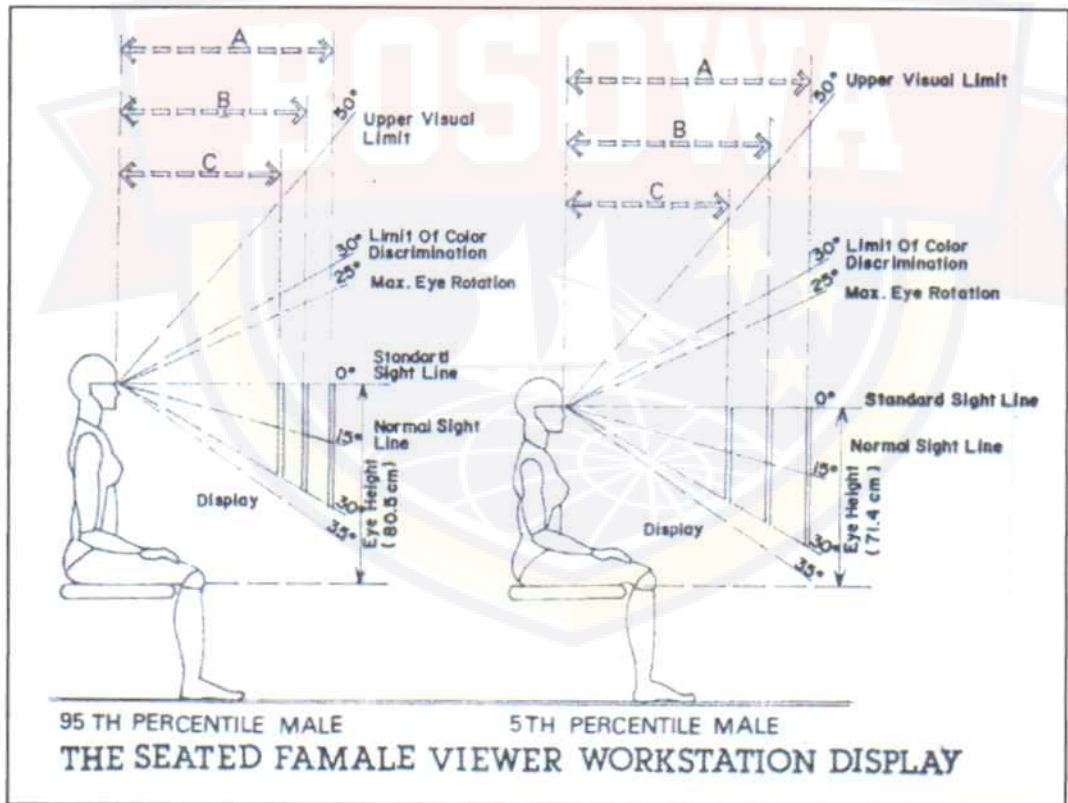 BOSOWA
A
B
C
50°
Upper Visual
Limit
30°
Limit Of Color
Discrimination
25°
Max. Eye Rotation
Standard
Sight Line
0°
Normal Sight
Line
15°
Display
30°
35°
Eye Height
(80.5 cm)
A
B
C
50°
Upper Visual Limit
30°
Limit Of Color
Discrimination
25°
Max. Eye Rotation
0°
Standard Sight Line
Normal Sight Line
15°
Display
30°
35°
Eye Height
(71.4 cm)
95 TH PERCENTILE MALE
5TH PERCENTILE MALE
THE SEATED FAMALE VIEWER WORKSTATION DISPLAY